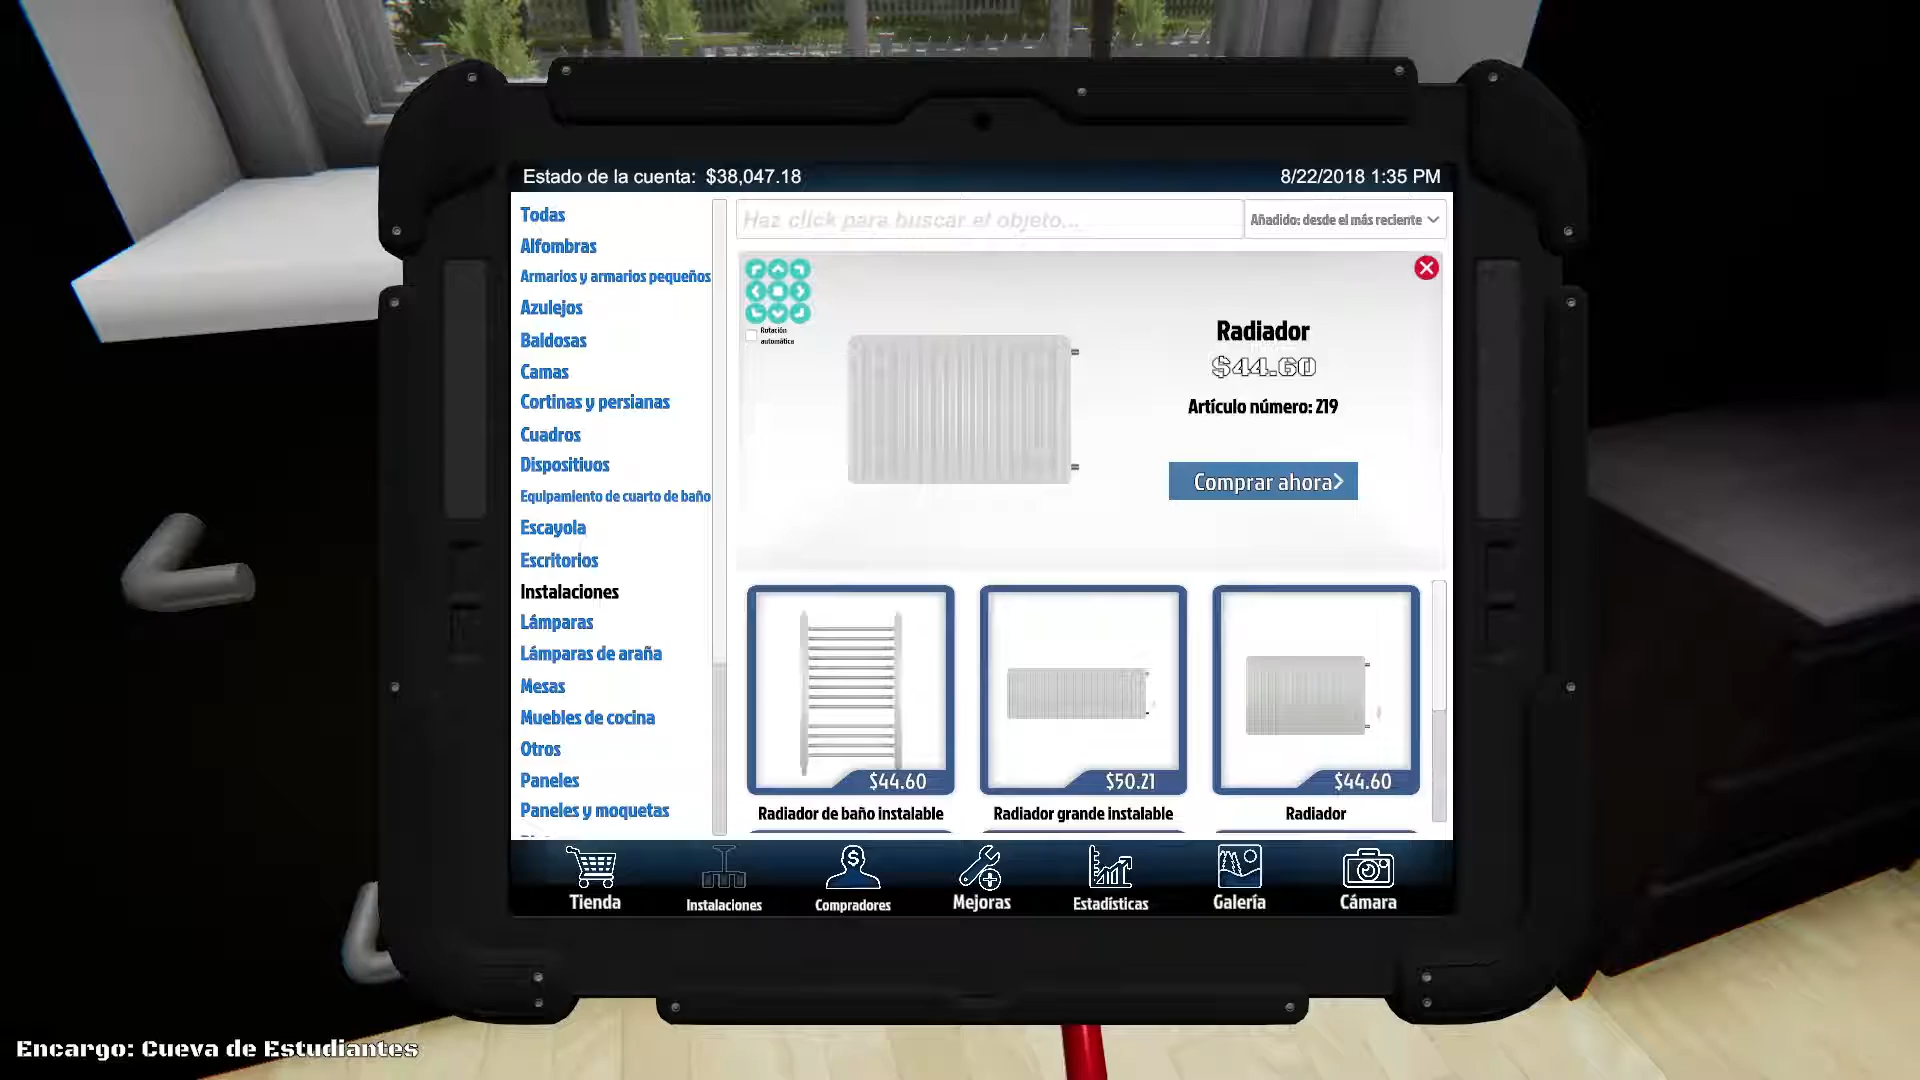 Estado de la cuenta: $38,047.18
8/22/2018 1:35 PM
Todas
Alfombras
Armarios y armarios pequeños
Azulejos
Baldosas
Camas
Cortinas y persianas
Cuadros
Dispositivos
Equipamiento de cuarto de baño
Escayola
Escritorios
Instalaciones
Lámparas
Lámparas de araña
Mesas
Muebles de cocina
Otros
Paneles
Paneles y moquetas
Haz click para buscar el objeto...
Añadido: desde el más reciente
Rotación
automática
Radiador
$44.60
Artículo número: 219
Comprar ahora
$44.60
$50.21
$44.60
Radiador de baño instalable
Radiador grande instalable
Radiador
Tienda
Instalaciones
Compradores
Mejoras
Estadísticas
Galería
Cámara
Encargo: Cueva de Estudiantes